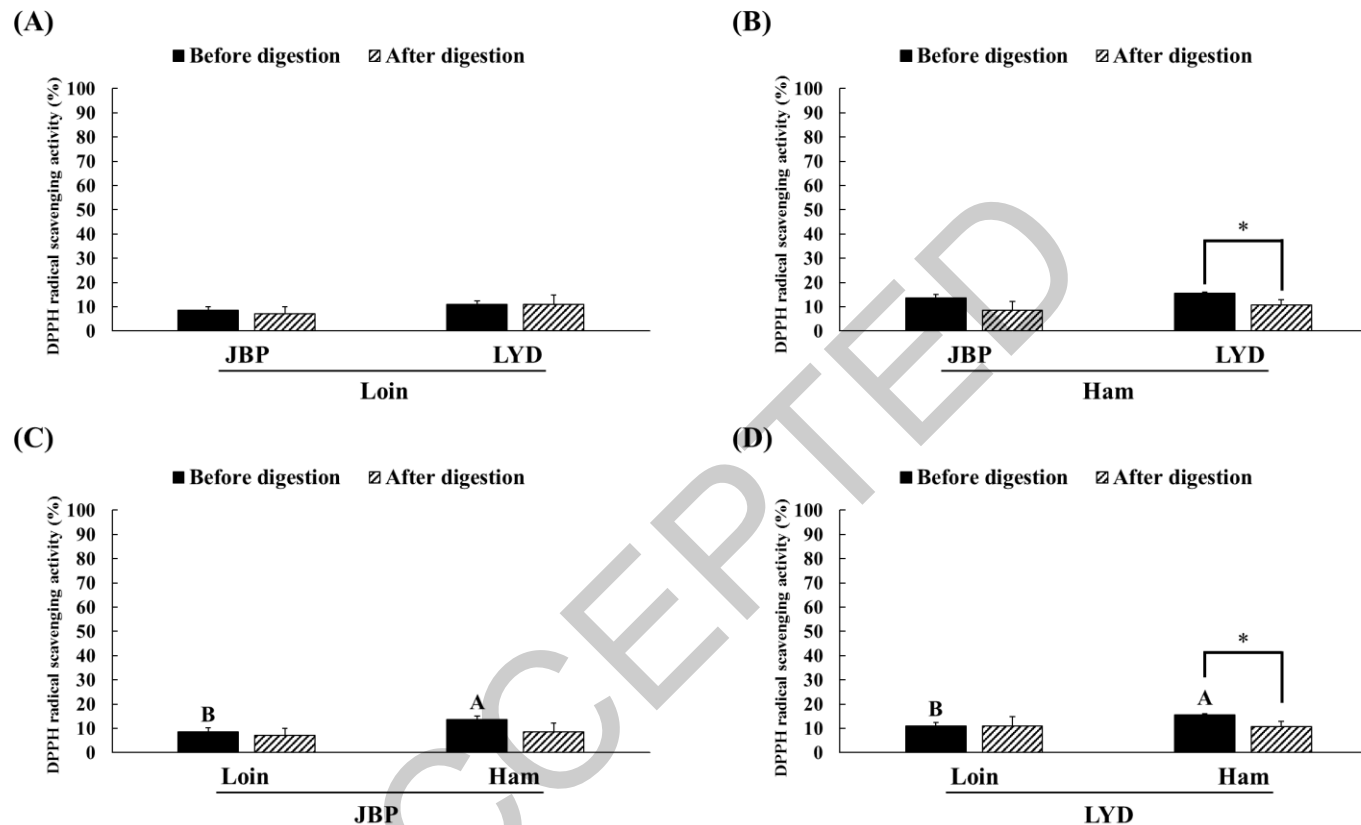 (A)
Before digestion After digestion
DPPH radical scavenging activity (%)
100
90
80
70
60
50
40
30
20
10
0
JBP LYD
Loin
(B)
Before digestion After digestion
DPPH radical scavenging activity (%)
100
90
80
70
60
50
40
30
20
10
0
*
JBP LYD
Ham
(C)
Before digestion After digestion
DPPH radical scavenging activity (%)
100
90
80
70
60
50
40
30
20
10
0
B A
Loin Ham
JBP
(D)
Before digestion After digestion
DPPH radical scavenging activity (%)
100
90
80
70
60
50
40
30
20
10
0
*
B A
Loin Ham
LYD
CCEPTED